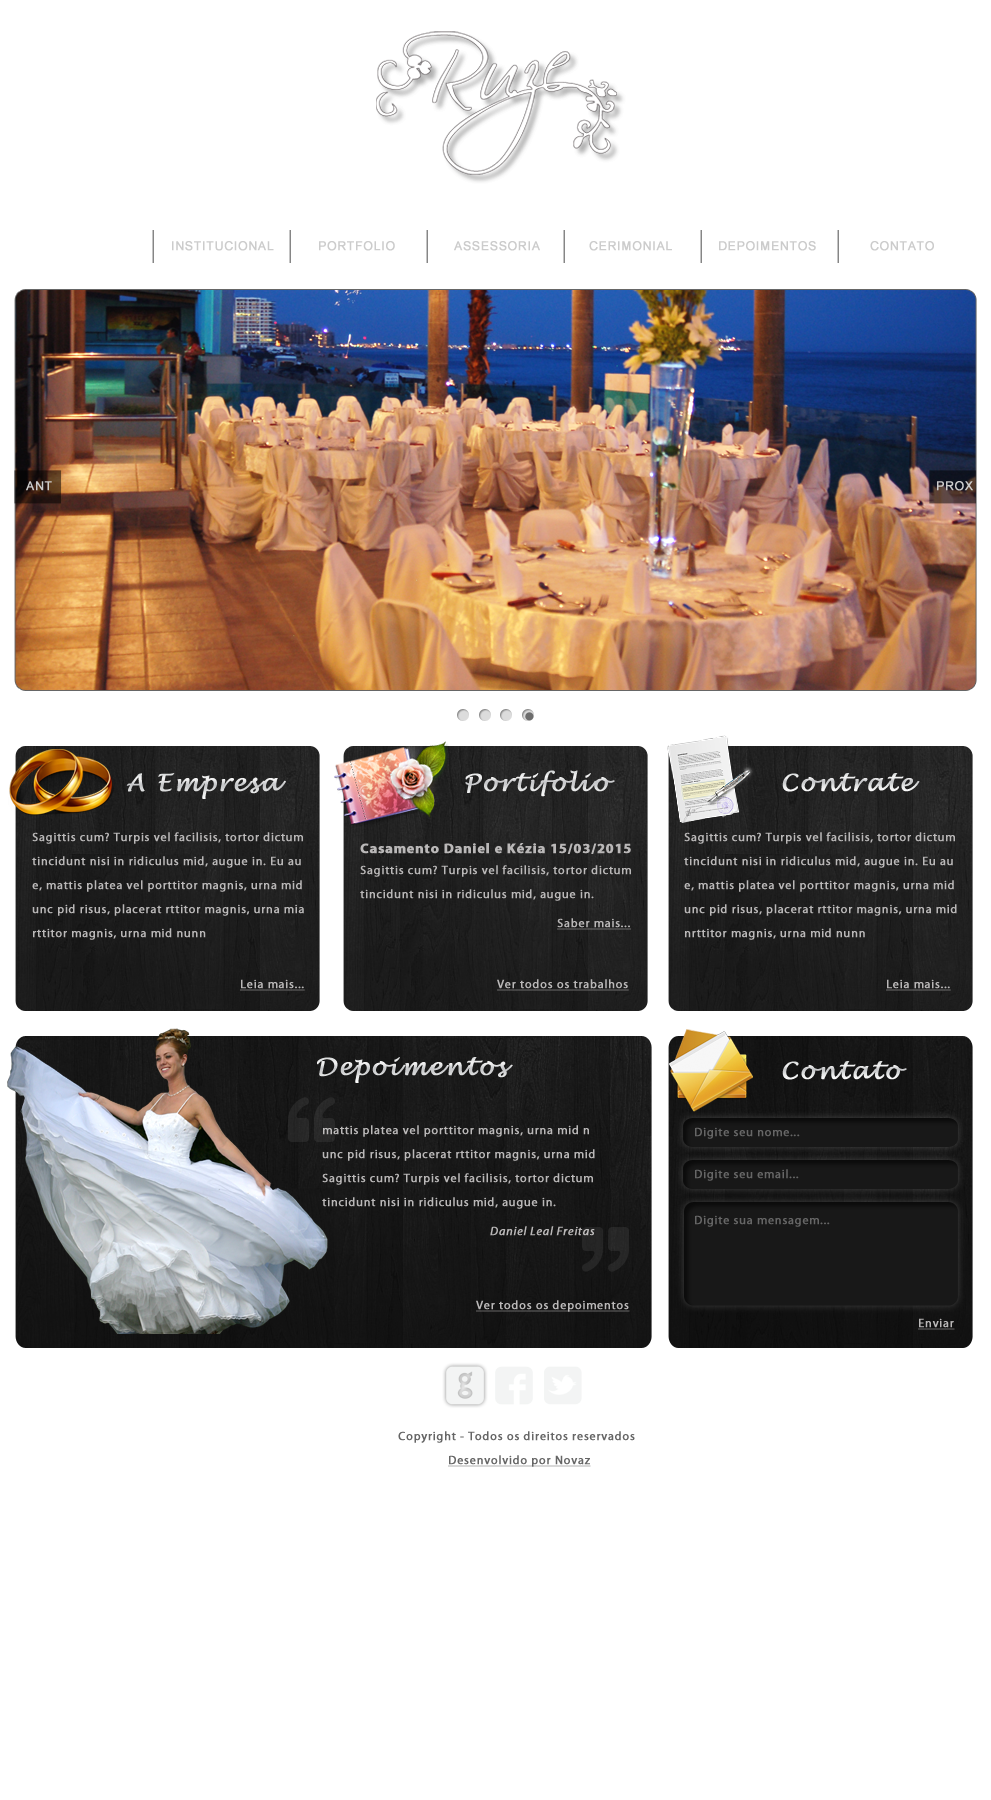 Ruze
INSTITUCIONAL
PORTFOLIO
ASSESSORIA
CERIMONIAL
DEPOIMENTOS
CONTATO
ANT
PROX
A Empresa
Sagittis cum? Turpis vel facilisis, tortor dictum
tincidunt nisi in ridiculus mid, augue in. Eu au
e, mattis platea vel porttitor magnis, urna mid
unc pid risus, placerat rttitor magnis, urna mia
rttitor magnis, urna mid nunn
Leia mais...
Portifolio
Casamento Daniel e Kézia 15/03/2015
Sagittis cum? Turpis vel facilisis, tortor dictum
tincidunt nisi in ridiculus mid, augue in.
Saber mais...
Ver todos os trabalhos
Contrate
Sagittis cum? Turpis vel facilisis, tortor dictum
tincidunt nisi in ridiculus mid, augue in. Eu au
e, mattis platea vel porttitor magnis, urna mid
unc pid risus, placerat rttitor magnis, urna mid
nrttitor magnis, urna mid nunn
Leia mais...
Depoimentos
“
mattis platea vel porttitor magnis, urna mid n
unc pid risus, placerat rttitor magnis, urna mid
Sagittis cum? Turpis vel facilisis, tortor dictum
tincidunt nisi in ridiculus mid, augue in.
Daniel Leal Freitas
”
Ver todos os depoimentos
Contato
Digite seu nome...
Digite seu email...
Digite sua mensagem...
Enviar
Copyright - Todos os direitos reservados
Desenvolvido por Novaz